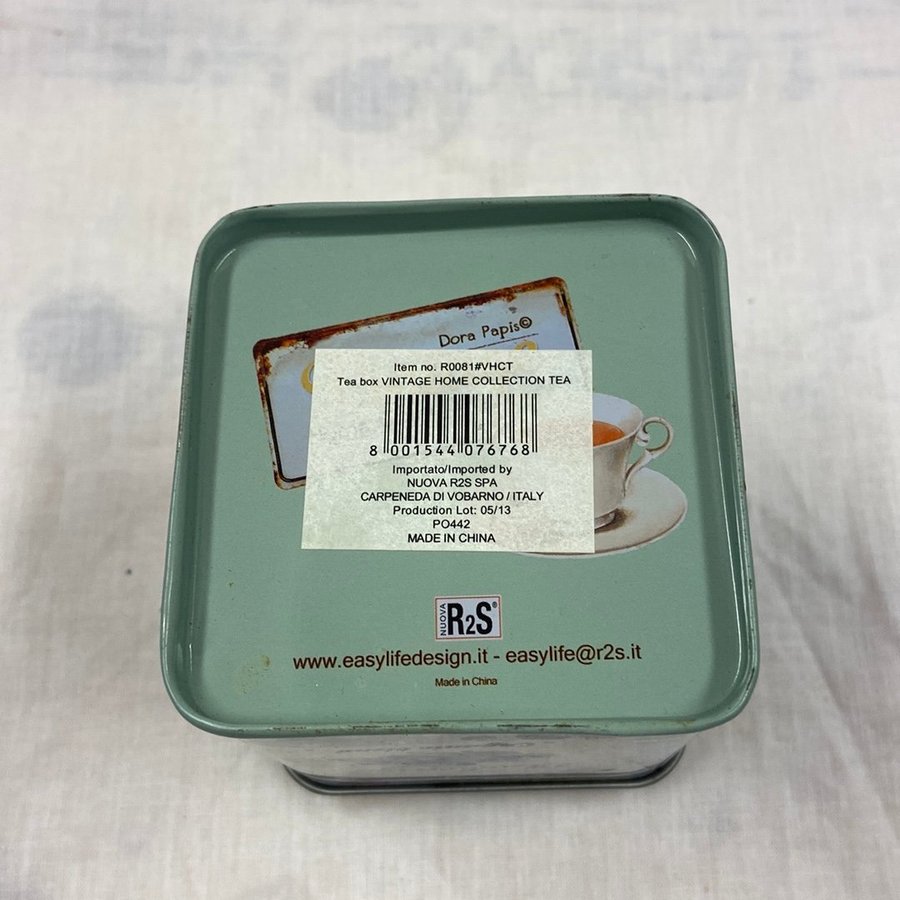 Dora Papis©
Item no. R0081#VHCT
Tea box VINTAGE HOME COLLECTION TEA
8 001544 076768
Importato/Imported by
NUOVA R2S SPA
CARPENEDA DI VOBARNO / ITALY
Production Lot: 05/13
PO442
MADE IN CHINA
NUOVA R2S®
www.easylifedesign.it - easylife@r2s.it
Made in China